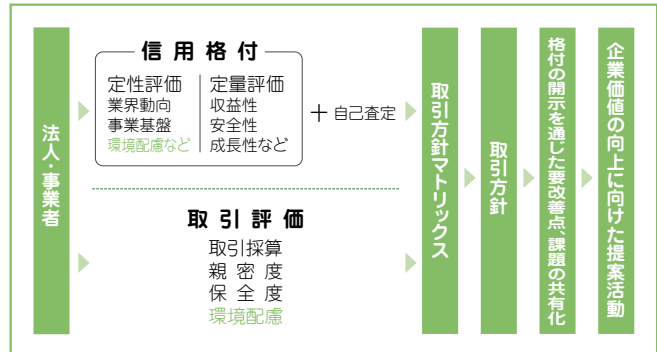 法人・事業者
信用格付
定性評価
業界動向
事業基盤
環境配慮など
定量評価
収益性
安全性
成長性など
＋自己査定
取引評価
取引採算
親密度
保全度
環境配慮
取引方針マトリックス
取引方針
格付の開示を通じた要改善点、課題の共有化
企業価値の向上に向けた提案活動